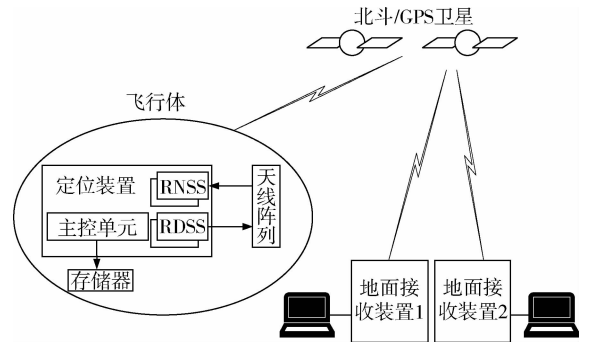 北斗/GPS卫星
飞行体
定位装置
RNSS
天线阵列
主控单元
RDSS
存储器
地面接
收装置1
地面接
收装置2